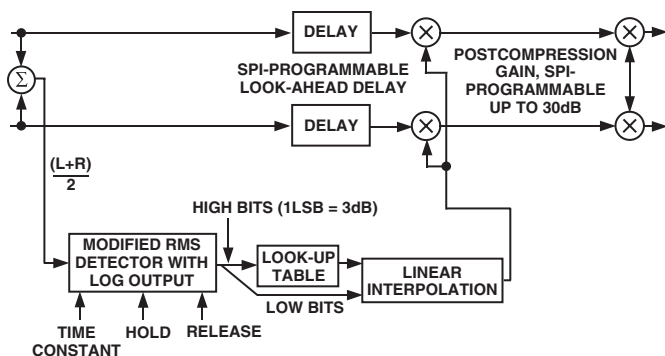 DELAY
SPI-PROGRAMMABLE
LOOK-AHEAD DELAY
POSTCOMPRESSION
GAIN, SPI-
PROGRAMMABLE
UP TO 30dB
Σ
DELAY
(L+R)
2
HIGH BITS (1LSB = 3dB)
MODIFIED RMS
DETECTOR WITH
LOG OUTPUT
LOOK-UP
TABLE
LINEAR
INTERPOLATION
LOW BITS
TIME
CONSTANT
HOLD
RELEASE